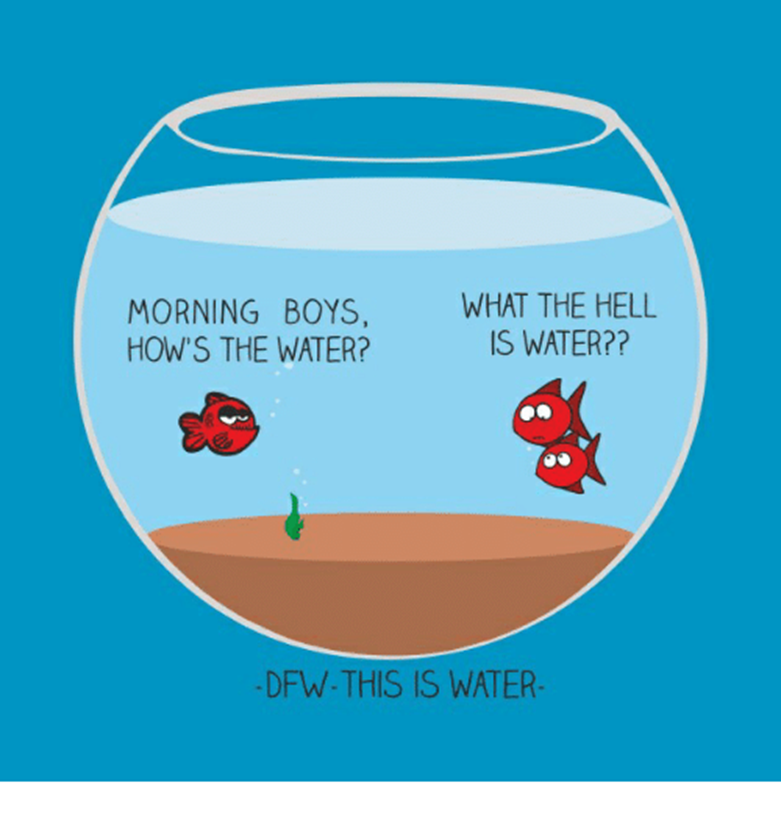 MORNING BOYS,
HOW'S THE WATER?
WHAT THE HELL
IS WATER??
-DFW-THIS IS WATER-